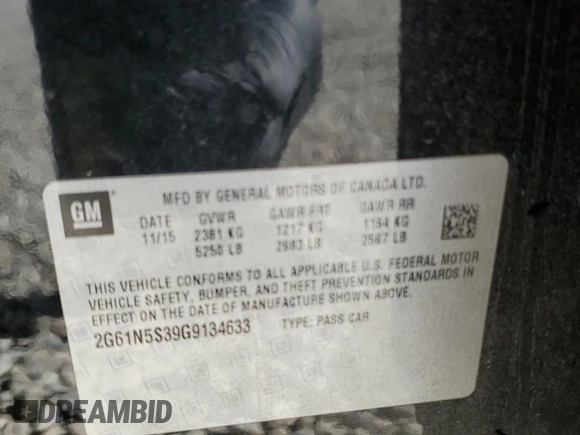 GM
MFD BY GENERAL MOTORS OF CANADA LTD.
DATE GVWR GAWR FRT GAWR RR
11/15 2381 KG 1217 KG 1164 KG
5250 LB 2683 LB 2567 LB
THIS VEHICLE CONFORMS TO ALL APPLICABLE U.S. FEDERAL MOTOR
VEHICLE SAFETY, BUMPER, AND THEFT PREVENTION STANDARDS IN
EFFECT ON THE DATE OF MANUFACTURE SHOWN ABOVE.
2G61N5S39G9134633 TYPE: PASS CAR
DREAMBID